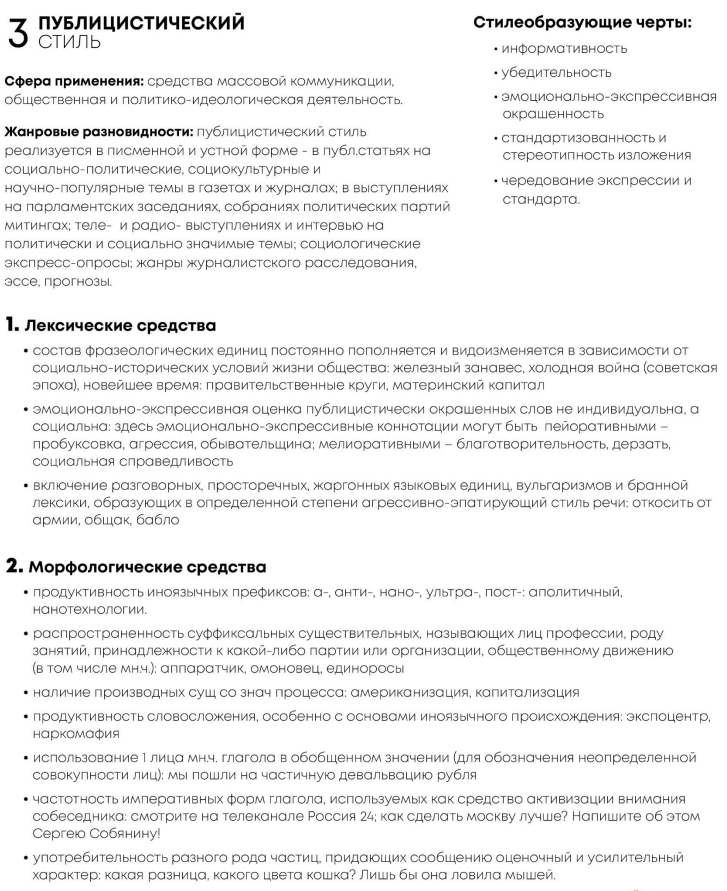 3 ПУБЛИЦИСТИЧЕСКИЙ
СТИЛЬ
Сфера применения: средства массовой коммуникации,
общественная и политико-идеологическая деятельность.
Жанровые разновидности: публицистический стиль
реализуется в писменной и устной форме - в публ.статьях на
социально-политические, социокультурные и
научно-популярные темы в газетах и журналах; в выступлениях
на парламентских заседаниях, собраниях политических партий
митингах; теле- и радио- выступлениях и интервью на
политически и социально значимые темы; социологические
экспресс-опросы; жанры журналистского расследования,
эссе, прогнозы.
Стилеобразующие черты:
• информативность
• убедительность
• эмоционально-экспрессивная
окрашенность
• стандартизованность и
стереотипность изложения
• чередование экспрессии и
стандарта.
1. Лексические средства
• состав фразеологических единиц постоянно пополняется и видоизменяется в зависимости от
социально-исторических условий жизни общества: железный занавес, холодная война (советская
эпоха), новейшее время: правительственные круги, материнский капитал
• эмоционально-экспрессивная оценка публицистически окрашенных слов не индивидуальна, а
социальна: здесь эмоционально-экспрессивные коннотации могут быть пейоративными –
пробуксовка, агрессия, обывательщина; мелиоративными – благотворительность, дерзать,
социальная справедливость
• включение разговорных, просторечных, жаргонных языковых единиц, вульгаризмов и бранной
лексики, образующих в определенной степени агрессивно-эпатирующий стиль речи: откосить от
армии, общак, бабло
2. Морфологические средства
• продуктивность иноязычных префиксов: а-, анти-, нано-, ультра-, пост-: аполитичный,
нанотехнологии.
• распространенность суффиксальных существительных, называющих лиц профессии, роду
занятий, принадлежности к какой-либо партии или организации, общественному движению
(в том числе мн.ч.): аппаратчик, омоновец, единоросы
• наличие производных сущ со знач процесса: американизация, капитализация
• продуктивность словосложения, особенно с основами иноязычного происхождения: экспоцентр,
наркомафия
• использование 1 лица мн.ч. глагола в обобщенном значении (для обозначения неопределенной
совокупности лиц): мы пошли на частичную девальвацию рубля
• частотность императивных форм глагола, используемых как средство активизации внимания
собеседника: смотрите на телеканале Россия 24; как сделать москву лучше? Напишите об этом
Сергею Собянину!
• употребительность разного рода частиц, придающих сообщению оценочный и усилительный
характер: какая разница, какого цвета кошка? Лишь бы она ловила мышей.